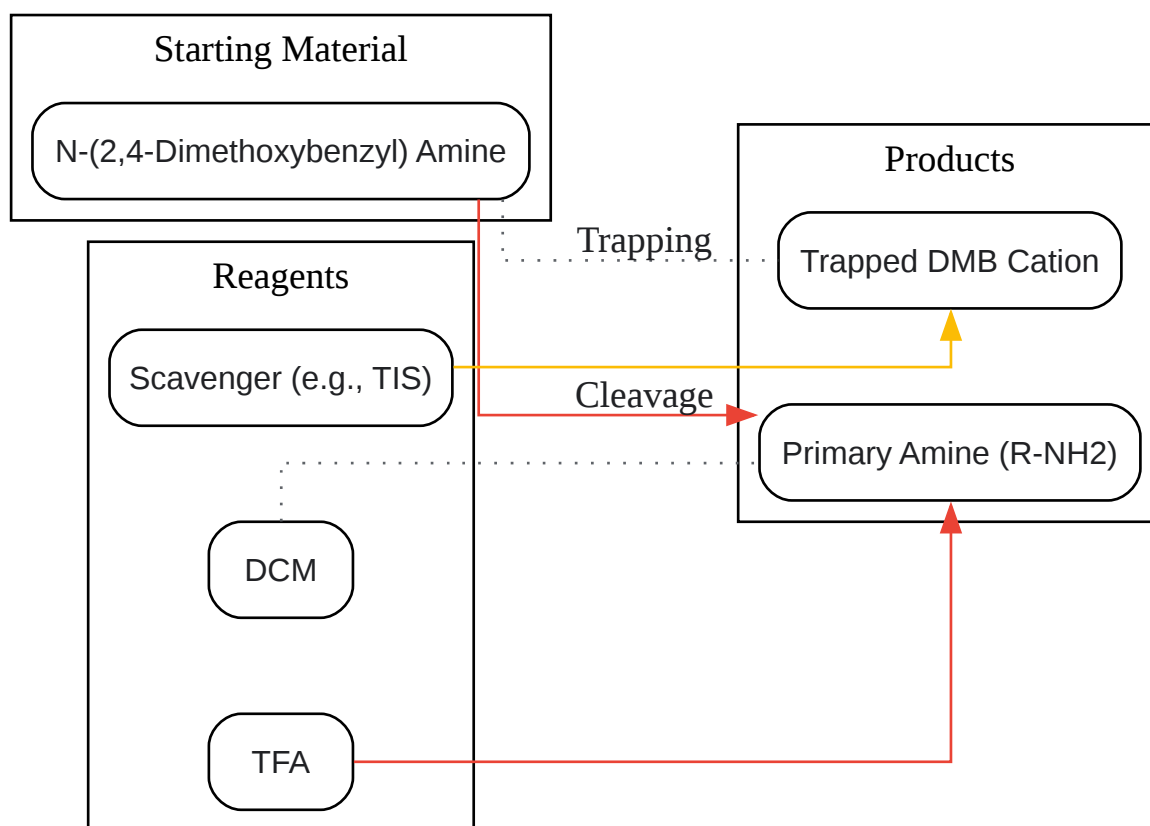 Starting Material
N-(2,4-Dimethoxybenzyl) Amine
Products
Trapping
Trapped DMB Cation
Reagents
Scavenger (e.g., TIS)
Cleavage
Primary Amine (R-NH2)
DCM
TFA